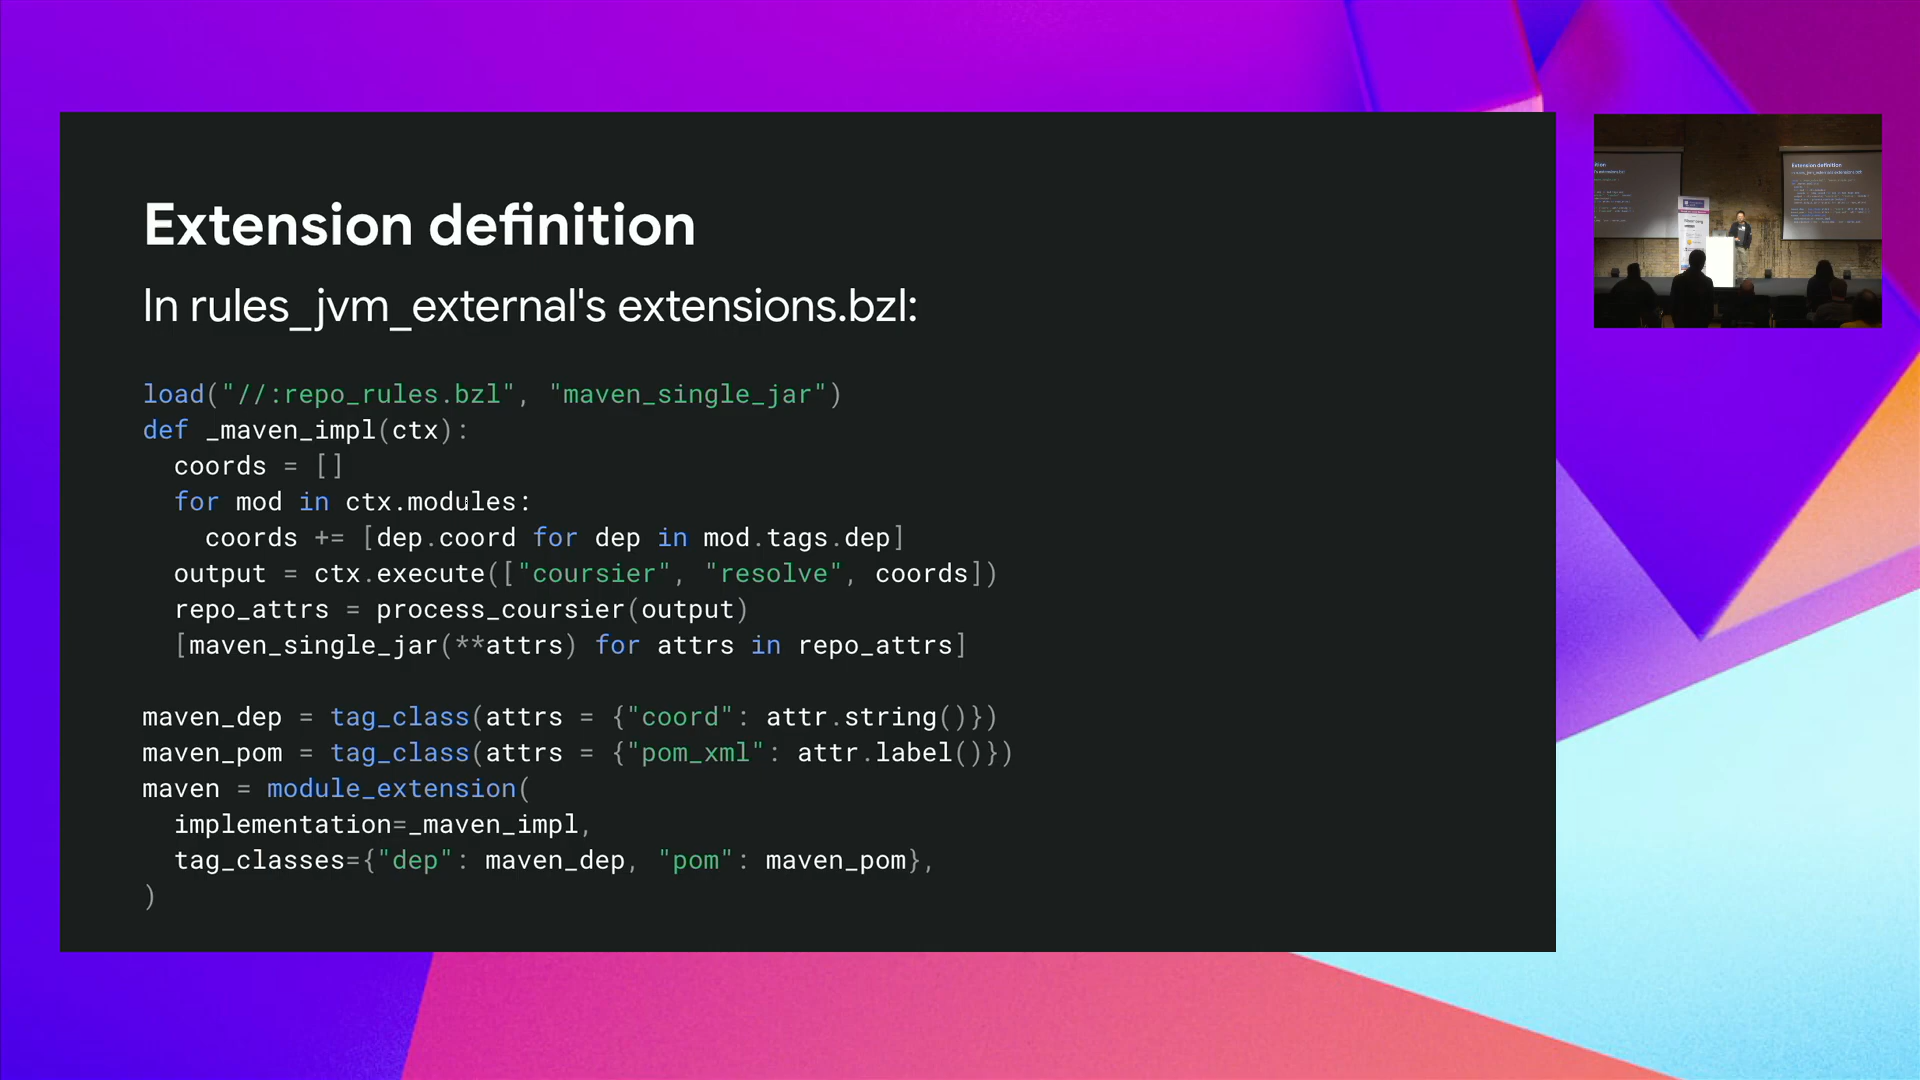 Extension definition
In rules_jvm_external's extensions.bzl:
load("//:repo_rules.bzl", "maven_single_jar")
def _maven_impl(ctx):
  coords = []
  for mod in ctx.modules:
    coords += [dep.coord for dep in mod.tags.dep]
  output = ctx.execute(["coursier", "resolve", coords])
  repo_attrs = process_coursier(output)
  [maven_single_jar(**attrs) for attrs in repo_attrs]
maven_dep = tag_class(attrs = {"coord": attr.string()})
maven_pom = tag_class(attrs = {"pom_xml": attr.label()})
maven = module_extension(
  implementation=_maven_impl,
  tag_classes={"dep": maven_dep, "pom": maven_pom},
)
Extension definition